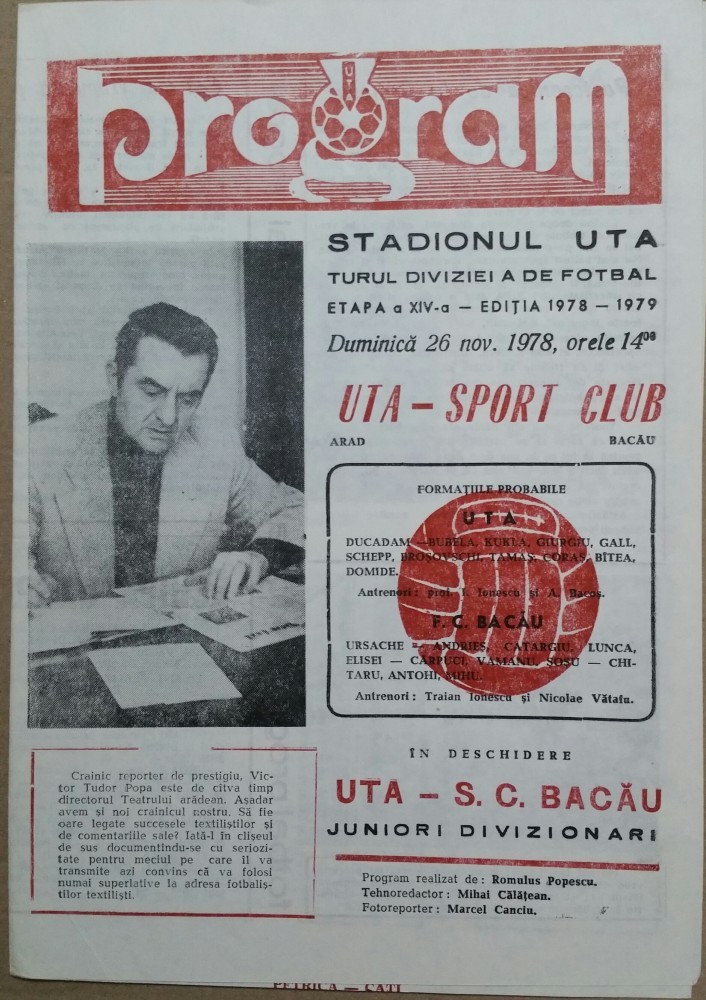 program
UTA
STADIONUL UTA
TURUL DIVIZIEI A DE FOTBAL
ETAPA a XIV-a — EDIȚIA 1978 — 1979
Duminică 26 nov. 1978, orele 14⁰⁰
UTA – SPORT CLUB
ARAD BACĂU
FORMAȚIILE PROBABILE
UTA
DUCADAM — BUBELA, KUKLA, GIURGIU, GALL,
SCHEPP, BROSOVSCHI, TAMAȘ, CORAȘ, BÎTEA,
DOMIDE.
Antrenori: prof. I. Ionescu și A. Bacoș.
F. C. BACĂU
URSACHE — ANDRIEȘ, CATARGIU, LUNCA,
ELISEI — CĂRPUCI, VAMANU, ȘOȘU — CHI-
TARU, ANTOHI, MIHU.
Antrenori: Traian Ionescu și Nicolae Vătafu.
ÎN DESCHIDERE
UTA – S. C. BACĂU
JUNIORI DIVIZIONARI
Program realizat de: Romulus Popescu.
Tehnoredactor: Mihai Călățean.
Fotoreporter: Marcel Canciu.
Crainic reporter de prestigiu, Vic-
tor Tudor Popa este de cîtva timp
directorul Teatrului arădean. Așadar
avem și noi crainicul nostru. Să fie
oare legate succesele textiliștilor și
de comentariile sale? Iată-l în clișeul
de sus documentîndu-se cu seriozi-
tate pentru meciul pe care îl va
transmite azi convins că va folosi
numai superlative la adresa fotbaliș-
tilor textiliști.
PETRICĂ — CATI